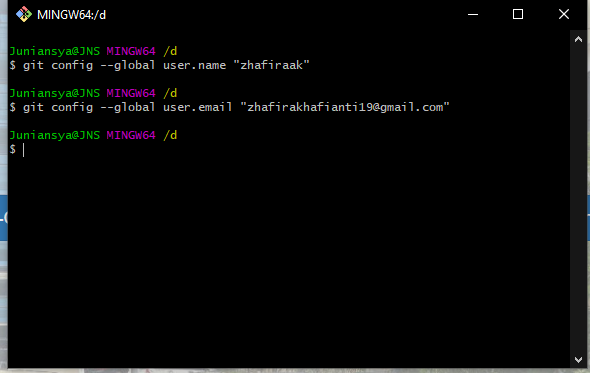 MINGW64:/d
Juniansya@JNS MINGW64 /d
$ git config --global user.name "zhafiraak"
Juniansya@JNS MINGW64 /d
$ git config --global user.email "zhafirakhafianti19@gmail.com"
Juniansya@JNS MINGW64 /d
$